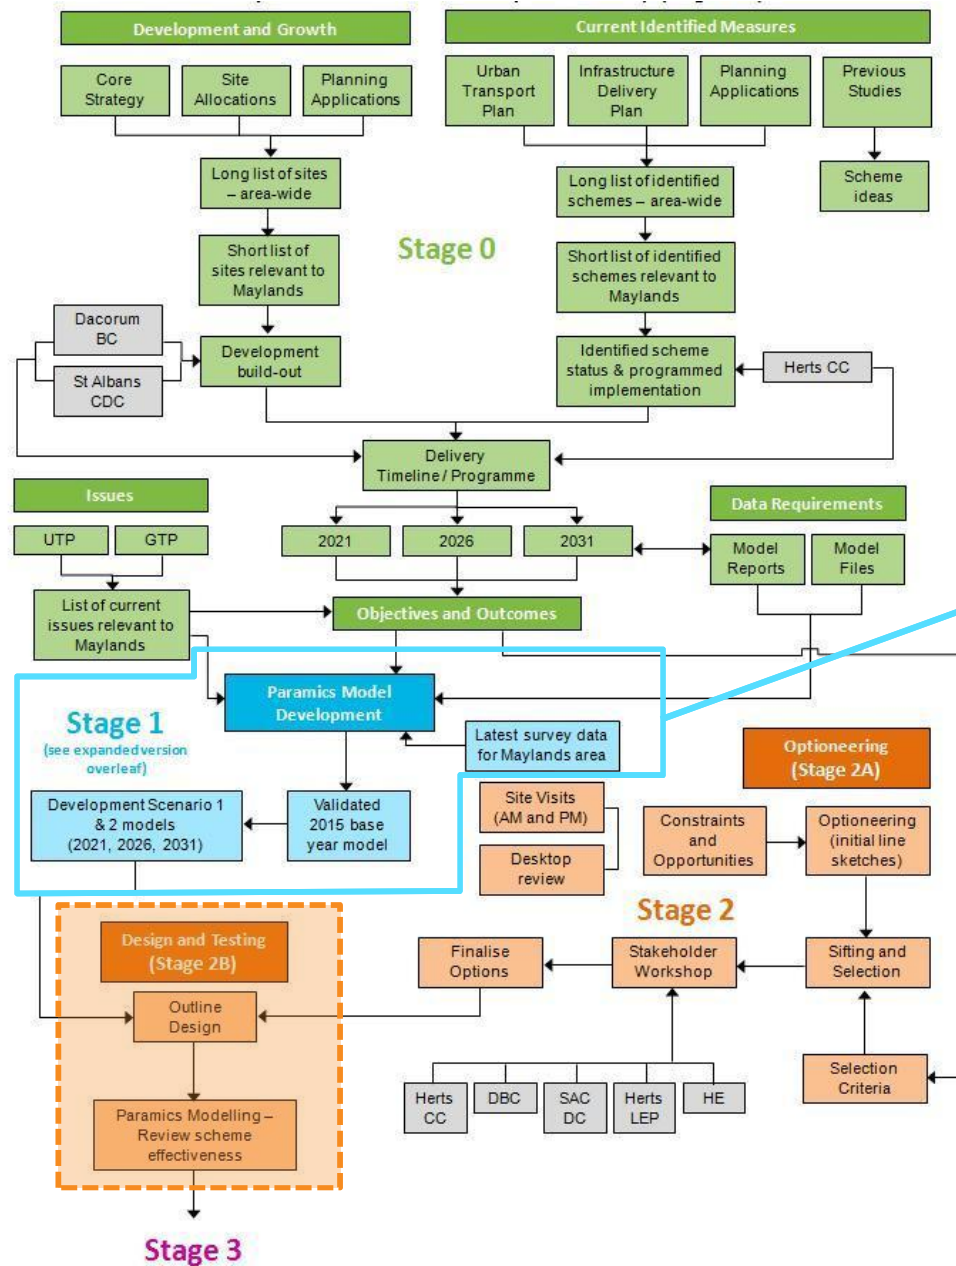 Development and Growth
Current Identified Measures
Core
Strategy
Site
Allocations
Planning
Applications
Urban
Transport
Plan
Infrastructure
Delivery
Plan
Planning
Applications
Previous
Studies
Long list of sites
– area-wide
Long list of identified
schemes – area-wide
Scheme
ideas
Stage 0
Short list of
sites relevant to
Maylands
Short list of identified
schemes relevant to
Maylands
Dacorum
BC
St Albans
CDC
Development
build-out
Identified scheme
status & programmed
implementation
Herts CC
Delivery
Timeline / Programme
Issues
UTP
GTP
2021
2026
2031
Data Requirements
Model
Reports
Model
Files
List of current
issues relevant to
Maylands
Objectives and Outcomes
Paramics Model
Development
Stage 1
(see expanded version
overleaf)
Latest survey data
for Maylands area
Development Scenario 1
& 2 models
(2021, 2026, 2031)
Validated
2015 base
year model
Optioneering
(Stage 2A)
Site Visits
(AM and PM)
Desktop
review
Constraints
and
Opportunities
Optioneering
(initial line
sketches)
Stage 2
Design and Testing
(Stage 2B)
Finalise
Options
Stakeholder
Workshop
Sifting and
Selection
Outline
Design
Selection
Criteria
Herts
CC
DBC
SAC
DC
Herts
LEP
HE
Paramics Modelling –
Review scheme
effectiveness
Stage 3